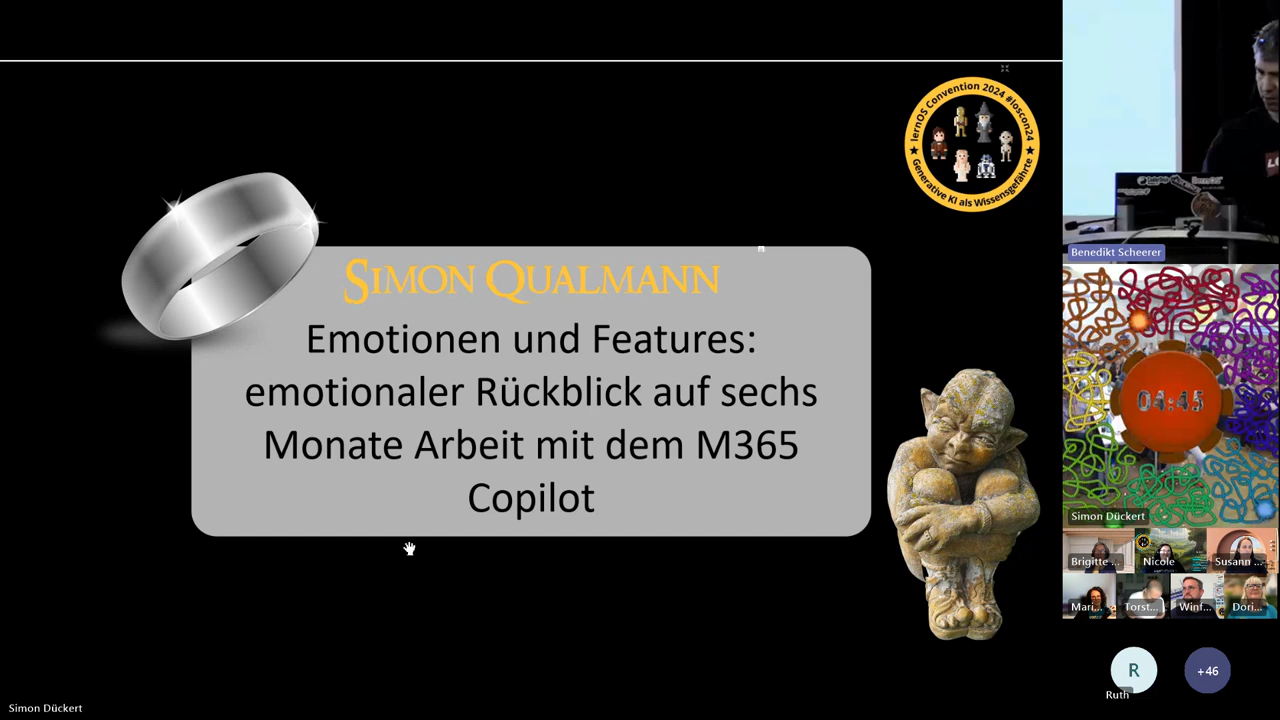 lernOS Convention 2024 #loscon24
Generative KI als Wissensgefährte
SIMON QUALMANN
Emotionen und Features:
emotionaler Rückblick auf sechs
Monate Arbeit mit dem M365
Copilot
Simon Dückert
Benedikt Scheerer
04:45
Simon Dückert
Brigitte ...
Nicole
Susann ...
Mari...
Torst...
Winf...
Dori...
R
Ruth
+46